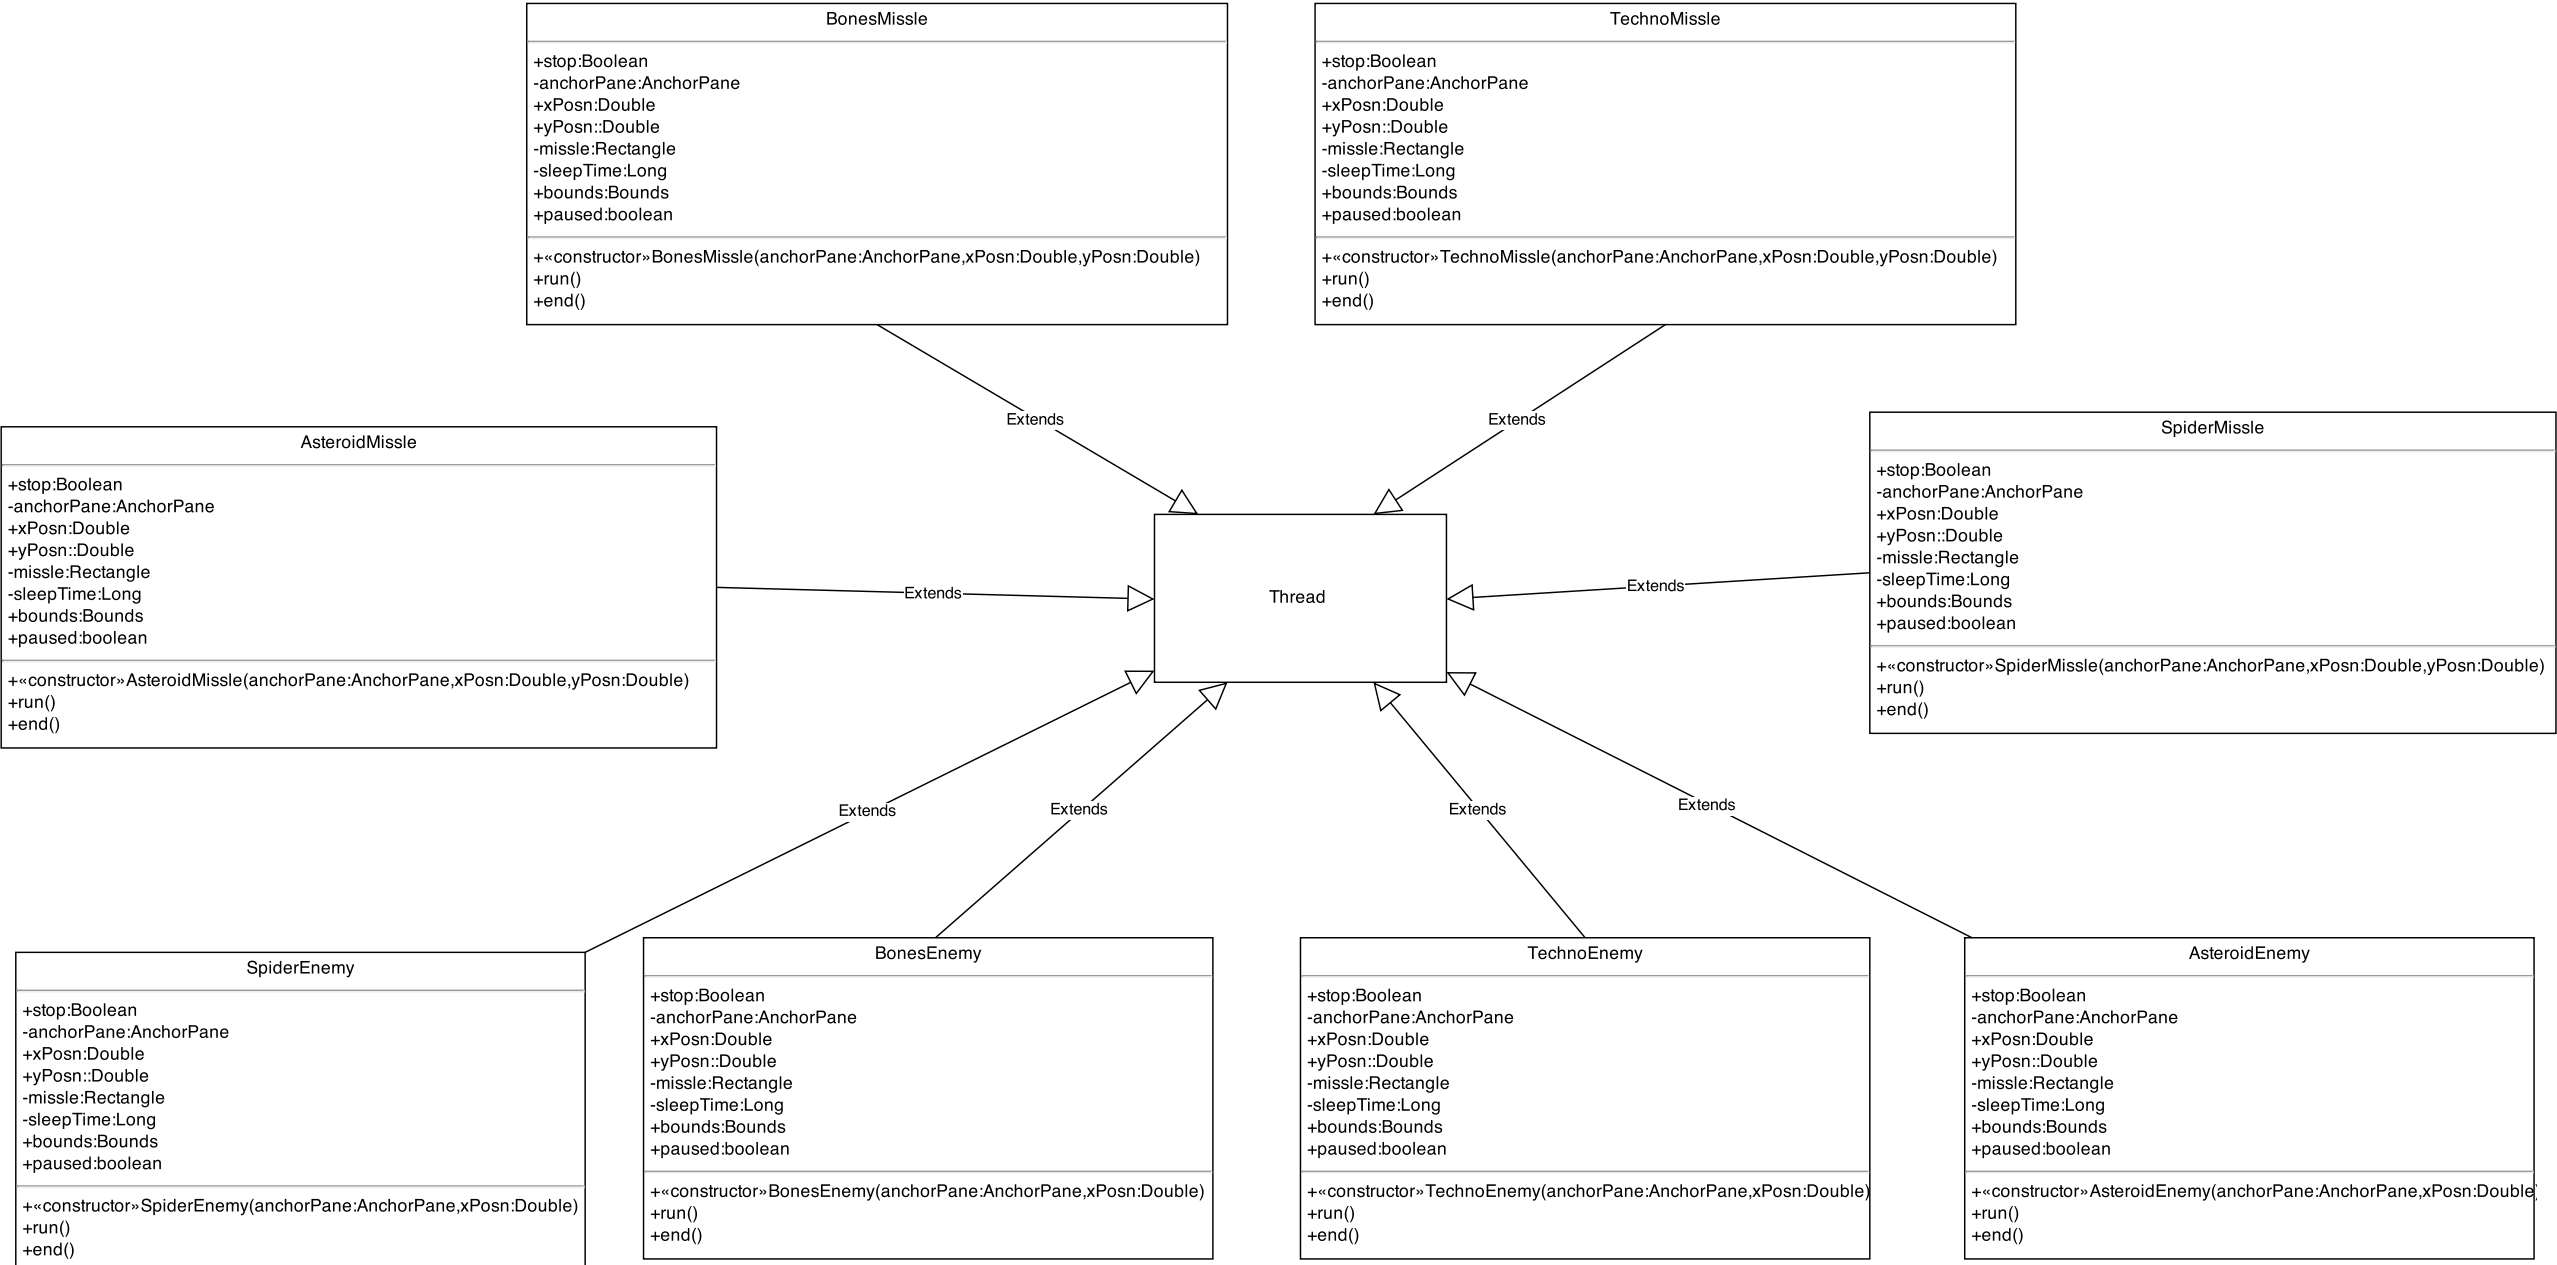 BonesMissle
+stop:Boolean
-anchorPane:AnchorPane
+xPosn:Double
+yPosn::Double
-missle:Rectangle
-sleepTime:Long
+bounds:Bounds
+paused:boolean
+«constructor»BonesMissle(anchorPane:AnchorPane,xPosn:Double,yPosn:Double)
+run()
+end()
TechnoMissle
+stop:Boolean
-anchorPane:AnchorPane
+xPosn:Double
+yPosn::Double
-missle:Rectangle
-sleepTime:Long
+bounds:Bounds
+paused:boolean
+«constructor»TechnoMissle(anchorPane:AnchorPane,xPosn:Double,yPosn:Double)
+run()
+end()
Extends
Extends
AsteroidMissle
+stop:Boolean
-anchorPane:AnchorPane
+xPosn:Double
+yPosn::Double
-missle:Rectangle
-sleepTime:Long
+bounds:Bounds
+paused:boolean
+«constructor»AsteroidMissle(anchorPane:AnchorPane,xPosn:Double,yPosn:Double)
+run()
+end()
Extends
Thread
Extends
SpiderMissle
+stop:Boolean
-anchorPane:AnchorPane
+xPosn:Double
+yPosn::Double
-missle:Rectangle
-sleepTime:Long
+bounds:Bounds
+paused:boolean
+«constructor»SpiderMissle(anchorPane:AnchorPane,xPosn:Double,yPosn:Double)
+run()
+end()
Extends
Extends
Extends
Extends
SpiderEnemy
+stop:Boolean
-anchorPane:AnchorPane
+xPosn:Double
+yPosn::Double
-missle:Rectangle
-sleepTime:Long
+bounds:Bounds
+paused:boolean
+«constructor»SpiderEnemy(anchorPane:AnchorPane,xPosn:Double)
+run()
+end()
BonesEnemy
+stop:Boolean
-anchorPane:AnchorPane
+xPosn:Double
+yPosn::Double
-missle:Rectangle
-sleepTime:Long
+bounds:Bounds
+paused:boolean
+«constructor»BonesEnemy(anchorPane:AnchorPane,xPosn:Double)
+run()
+end()
TechnoEnemy
+stop:Boolean
-anchorPane:AnchorPane
+xPosn:Double
+yPosn::Double
-missle:Rectangle
-sleepTime:Long
+bounds:Bounds
+paused:boolean
+«constructor»TechnoEnemy(anchorPane:AnchorPane,xPosn:Double)
+run()
+end()
AsteroidEnemy
+stop:Boolean
-anchorPane:AnchorPane
+xPosn:Double
+yPosn::Double
-missle:Rectangle
-sleepTime:Long
+bounds:Bounds
+paused:boolean
+«constructor»AsteroidEnemy(anchorPane:AnchorPane,xPosn:Double)
+run()
+end()